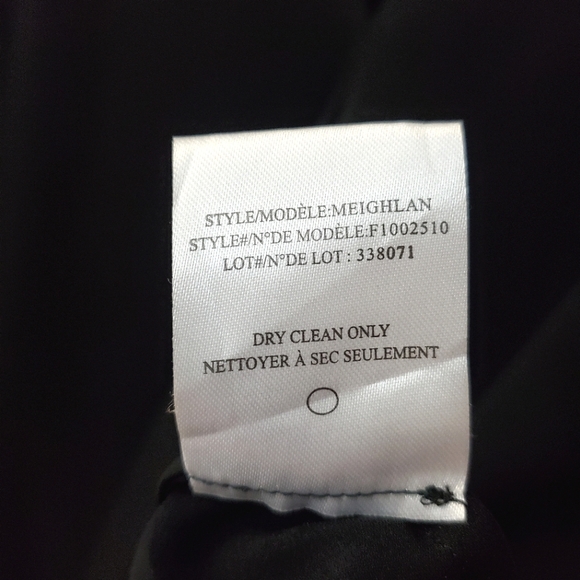 STYLE/MODÈLE:MEIGHLAN
STYLE#/N°DE MODÈLE:F1002510
LOT#/N°DE LOT : 338071
DRY CLEAN ONLY
NETTOYER À SEC SEULEMENT